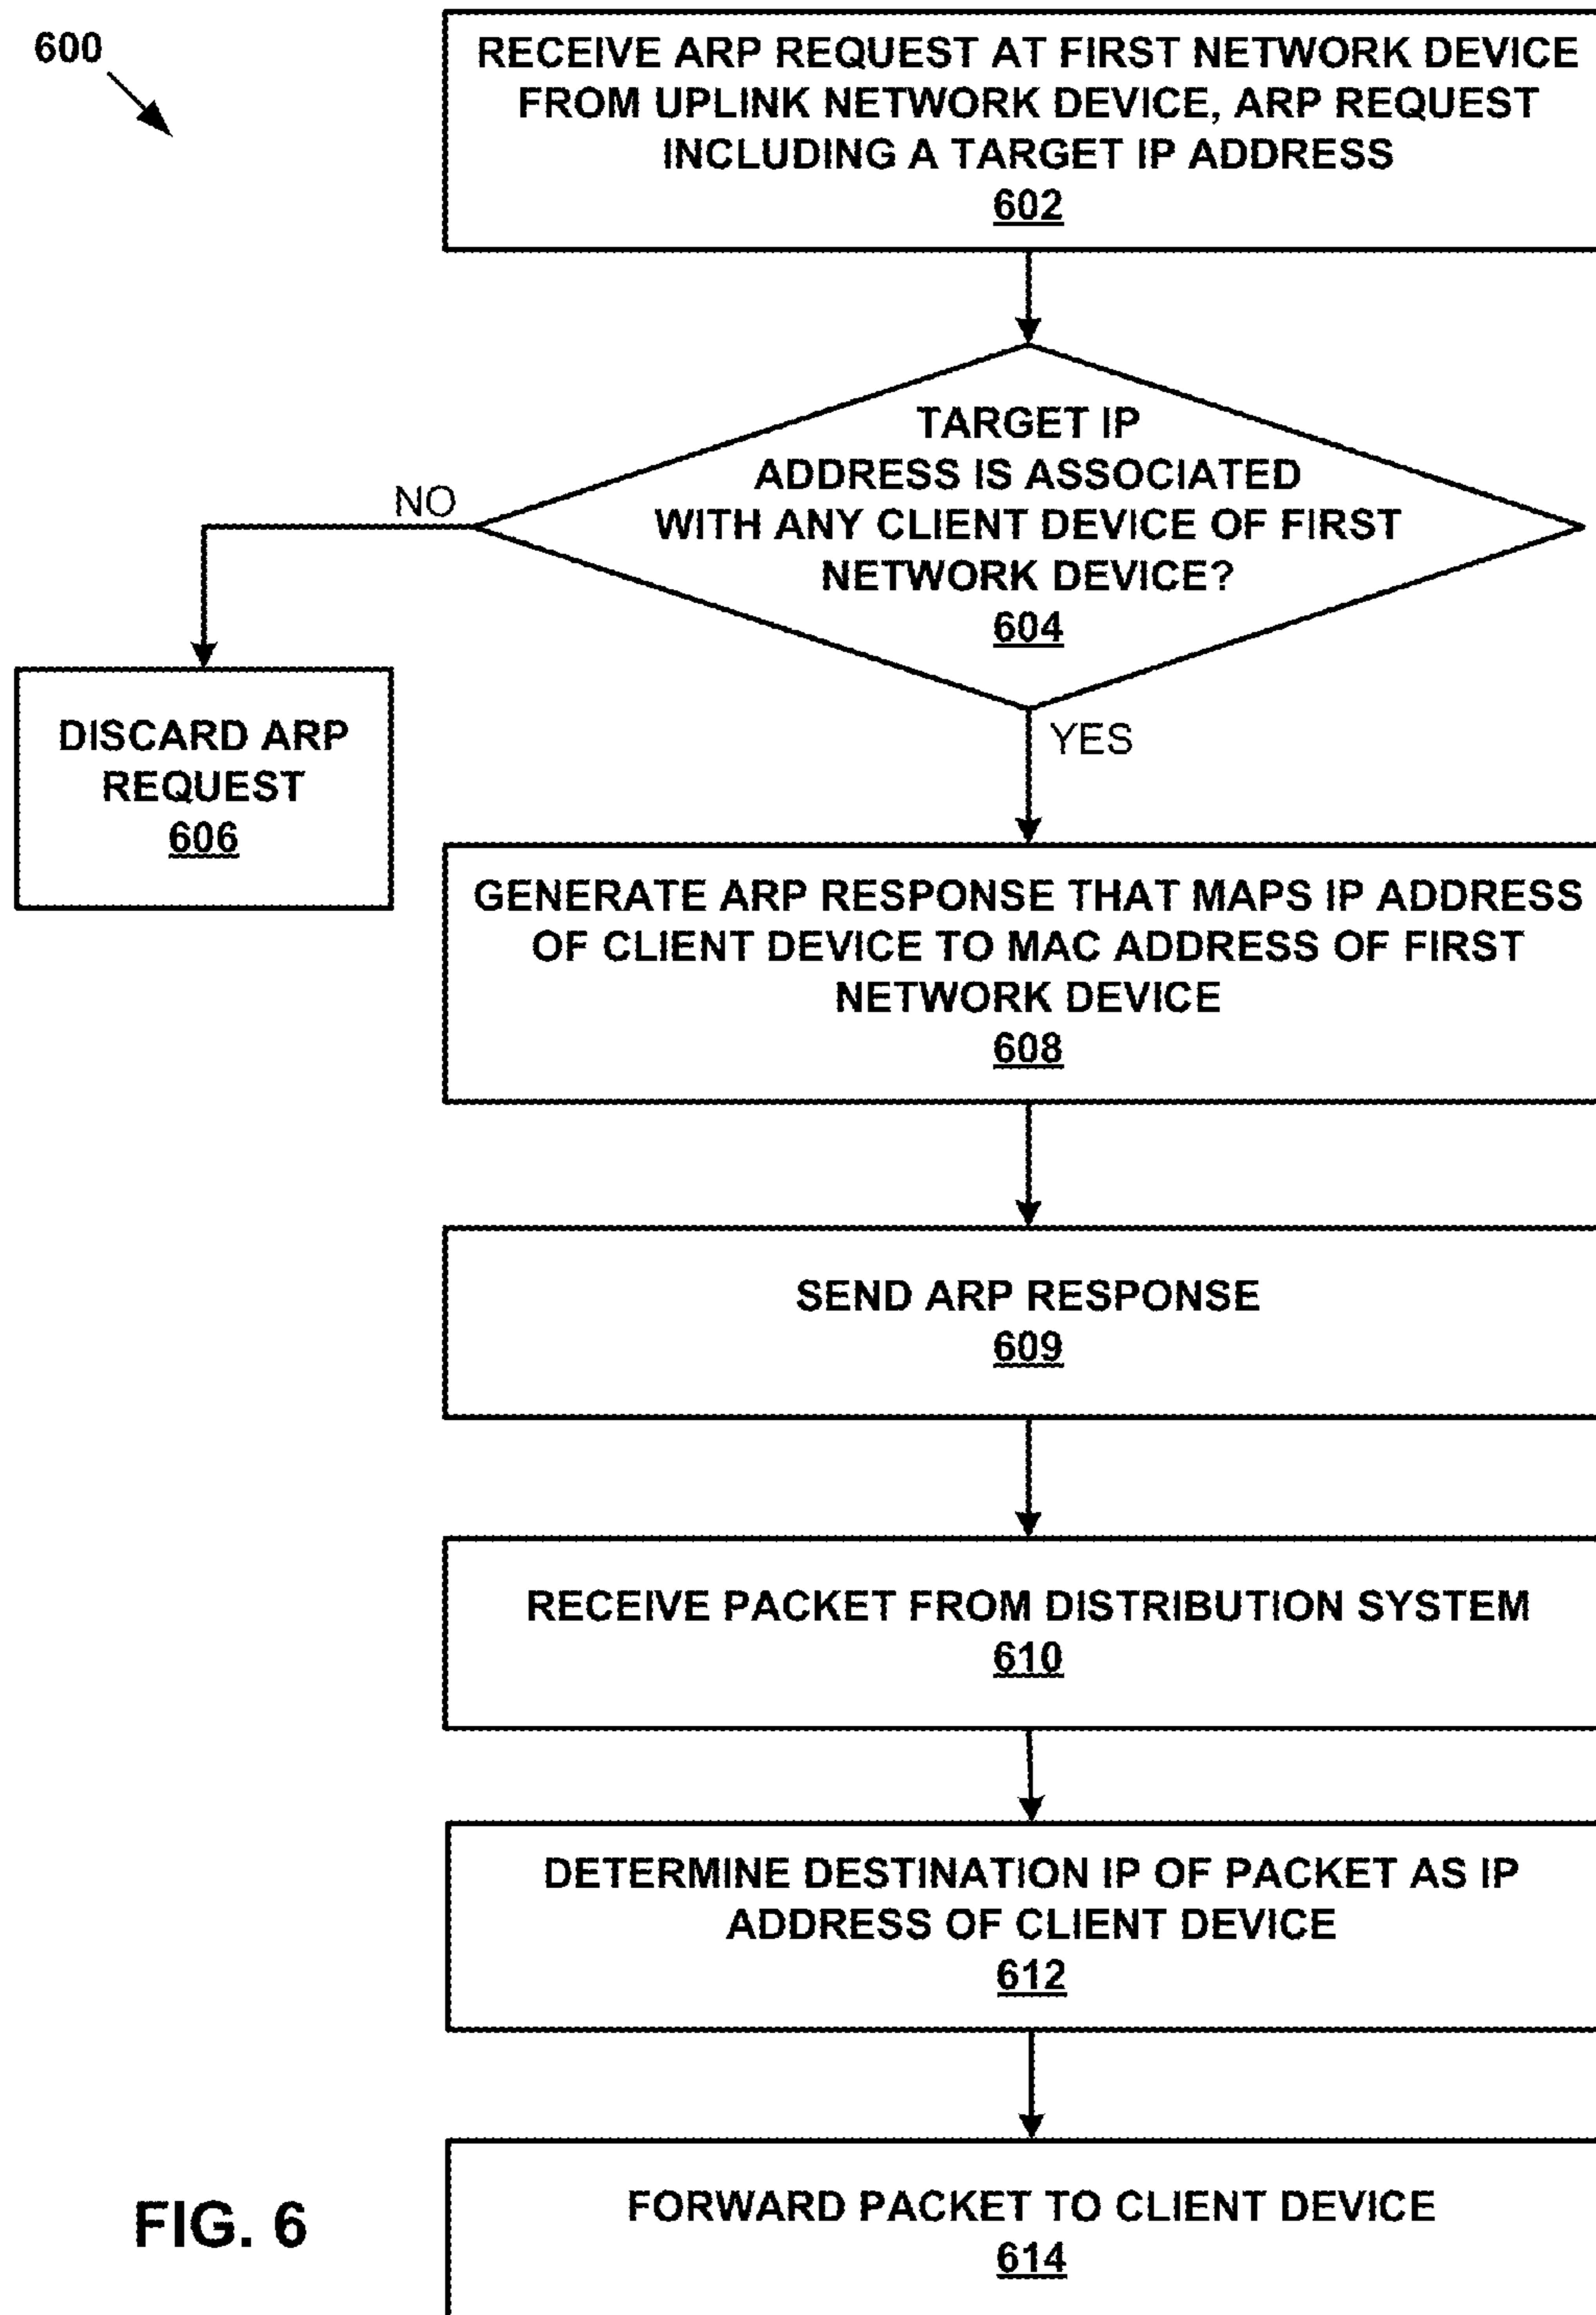 600
RECEIVE ARP REQUEST AT FIRST NETWORK DEVICE
FROM UPLINK NETWORK DEVICE, ARP REQUEST
INCLUDING A TARGET IP ADDRESS
602
TARGET IP
ADDRESS IS ASSOCIATED
WITH ANY CLIENT DEVICE OF FIRST
NETWORK DEVICE?
604
NO
DISCARD ARP
REQUEST
606
YES
GENERATE ARP RESPONSE THAT MAPS IP ADDRESS
OF CLIENT DEVICE TO MAC ADDRESS OF FIRST
NETWORK DEVICE
608
SEND ARP RESPONSE
609
RECEIVE PACKET FROM DISTRIBUTION SYSTEM
610
DETERMINE DESTINATION IP OF PACKET AS IP
ADDRESS OF CLIENT DEVICE
612
FORWARD PACKET TO CLIENT DEVICE
614
FIG. 6